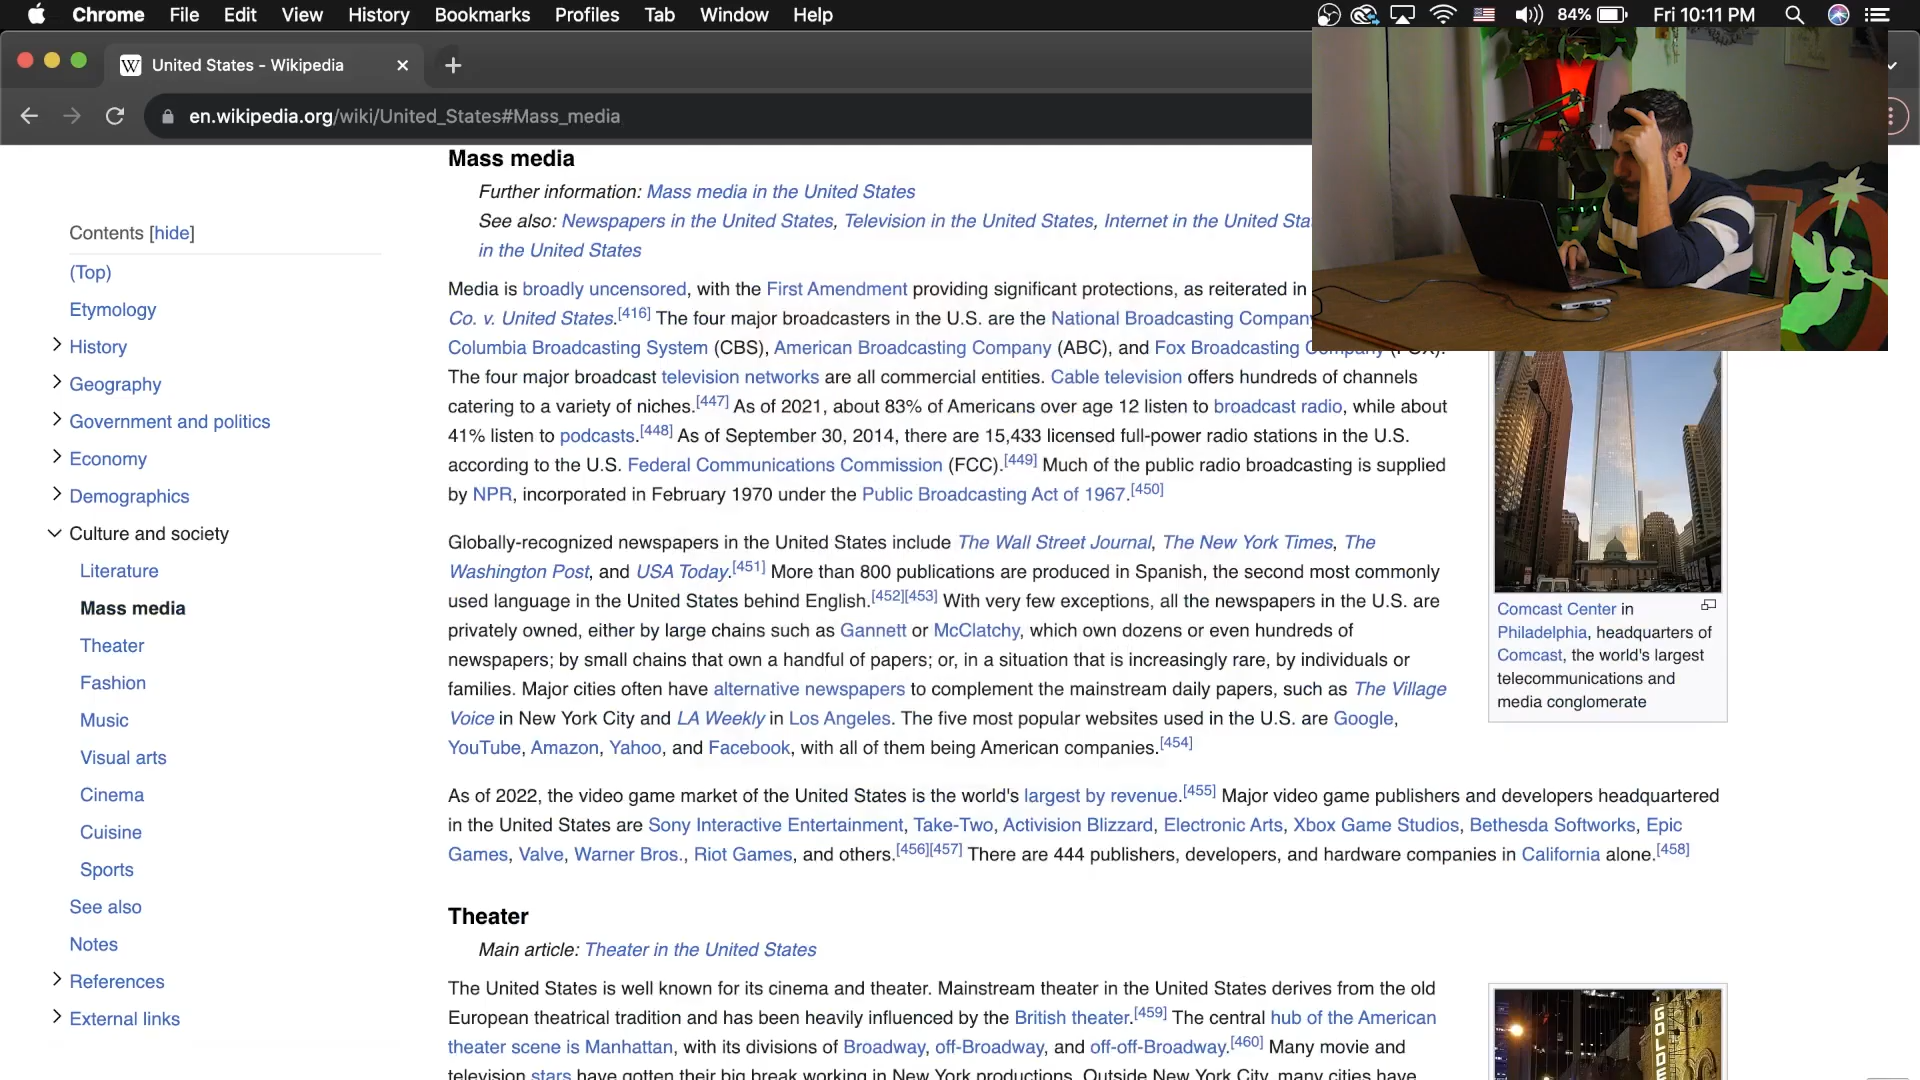 Chrome File Edit View History Bookmarks Profiles Tab Window Help 84% Fri 10:11 PM
W United States - Wikipedia
en.wikipedia.org/wiki/United_States#Mass_media
Contents [hide]
(Top)
Etymology
History
Geography
Government and politics
Economy
Demographics
Culture and society
Literature
Mass media
Theater
Fashion
Music
Visual arts
Cinema
Cuisine
Sports
See also
Notes
References
External links
Mass media
Further information: Mass media in the United States
See also: Newspapers in the United States, Television in the United States, Internet in the United
in the United States
Media is broadly uncensored, with the First Amendment providing significant protections, as reiterated in
Co. v. United States.[416] The four major broadcasters in the U.S. are the National Broadcasting Company
Columbia Broadcasting System (CBS), American Broadcasting Company (ABC), and Fox Broadcasting
The four major broadcast television networks are all commercial entities. Cable television offers hundreds of channels
catering to a variety of niches.[447] As of 2021, about 83% of Americans over age 12 listen to broadcast radio, while about
41% listen to podcasts.[448] As of September 30, 2014, there are 15,433 licensed full-power radio stations in the U.S.
according to the U.S. Federal Communications Commission (FCC).[449] Much of the public radio broadcasting is supplied
by NPR, incorporated in February 1970 under the Public Broadcasting Act of 1967.[450]
Globally-recognized newspapers in the United States include The Wall Street Journal, The New York Times, The
Washington Post, and USA Today.[451] More than 800 publications are produced in Spanish, the second most commonly
used language in the United States behind English.[452][453] With very few exceptions, all the newspapers in the U.S. are
privately owned, either by large chains such as Gannett or McClatchy, which own dozens or even hundreds of
newspapers; by small chains that own a handful of papers; or, in a situation that is increasingly rare, by individuals or
families. Major cities often have alternative newspapers to complement the mainstream daily papers, such as The Village
Voice in New York City and LA Weekly in Los Angeles. The five most popular websites used in the U.S. are Google,
YouTube, Amazon, Yahoo, and Facebook, with all of them being American companies.[454]
As of 2022, the video game market of the United States is the world's largest by revenue.[455] Major video game publishers and developers headquartered
in the United States are Sony Interactive Entertainment, Take-Two, Activision Blizzard, Electronic Arts, Xbox Game Studios, Bethesda Softworks, Epic
Games, Valve, Warner Bros., Riot Games, and others.[456][457] There are 444 publishers, developers, and hardware companies in California alone.[458]
Comcast Center in
Philadelphia, headquarters of
Comcast, the world's largest
telecommunications and
media conglomerate
Theater
Main article: Theater in the United States
The United States is well known for its cinema and theater. Mainstream theater in the United States derives from the old
European theatrical tradition and has been heavily influenced by the British theater.[459] The central hub of the American
theater scene is Manhattan, with its divisions of Broadway, off-Broadway, and off-off-Broadway.[460] Many movie and
television stars have gotten their big break working in New York productions. Outside New York City, many cities have